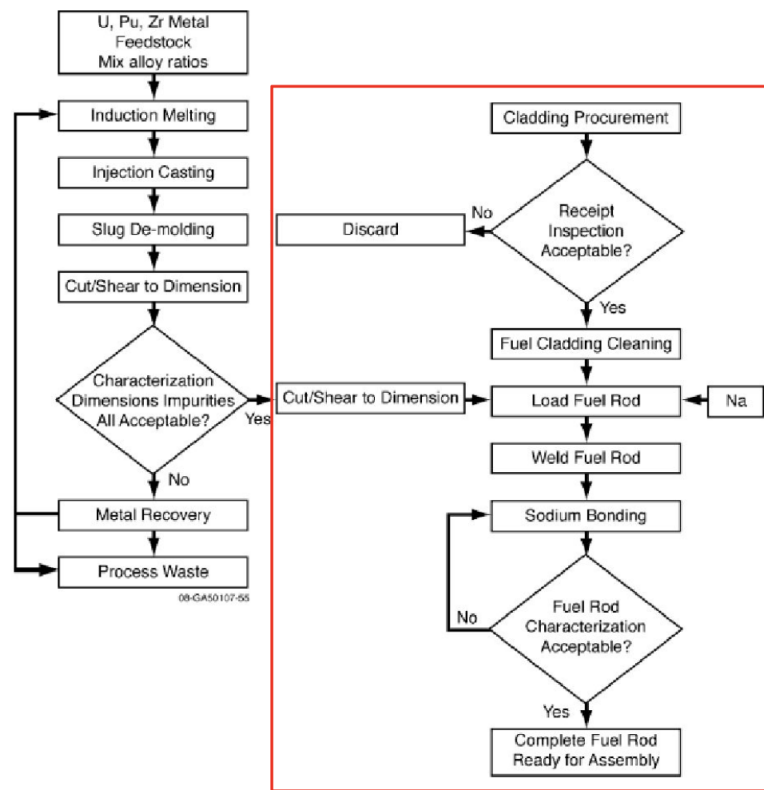 U, Pu, Zr Metal
Feedstock
Mix alloy ratios
Induction Melting
Injection Casting
Slug De-molding
Cut/Shear to Dimension
Characterization
Dimensions Impurities
All Acceptable?
Yes
No
Metal Recovery
Process Waste
08-GA50107-55
Cladding Procurement
Receipt
Inspection
Acceptable?
No
Discard
Yes
Fuel Cladding Cleaning
Cut/Shear to Dimension
Load Fuel Rod
Na
Weld Fuel Rod
Sodium Bonding
Fuel Rod
Characterization
Acceptable?
No
Yes
Complete Fuel Rod
Ready for Assembly